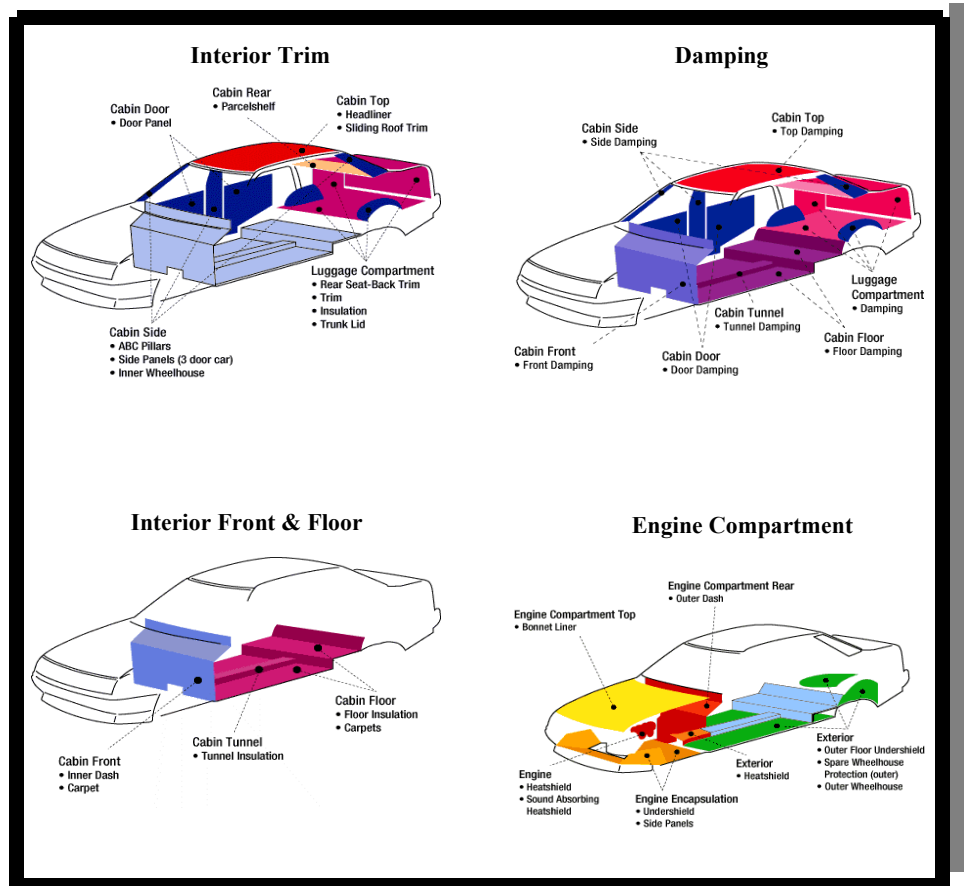 Interior Trim
Cabin Rear
• Parcelshelf
Cabin Door
• Door Panel
Cabin Top
• Headliner
• Sliding Roof Trim
Luggage Compartment
• Rear Seat-Back Trim
• Trim
• Insulation
• Trunk Lid
Cabin Side
• ABC Pillars
• Side Panels (3 door car)
• Inner Wheelhouse
Damping
Cabin Top
• Top Damping
Cabin Side
• Side Damping
Luggage
Compartment
• Damping
Cabin Tunnel
• Tunnel Damping
Cabin Floor
• Floor Damping
Cabin Front
• Front Damping
Cabin Door
• Door Damping
Interior Front & Floor
Cabin Floor
• Floor Insulation
• Carpets
Cabin Tunnel
• Tunnel Insulation
Cabin Front
• Inner Dash
• Carpet
Engine Compartment
Engine Compartment Rear
• Outer Dash
Engine Compartment Top
• Bonnet Liner
Exterior
• Outer Floor Undershield
• Spare Wheelhouse
Protection (outer)
• Outer Wheelhouse
Exterior
• Heatshield
Engine
• Heatshield
• Sound Absorbing
Heatshield
Engine Encapsulation
• Undershield
• Side Panels